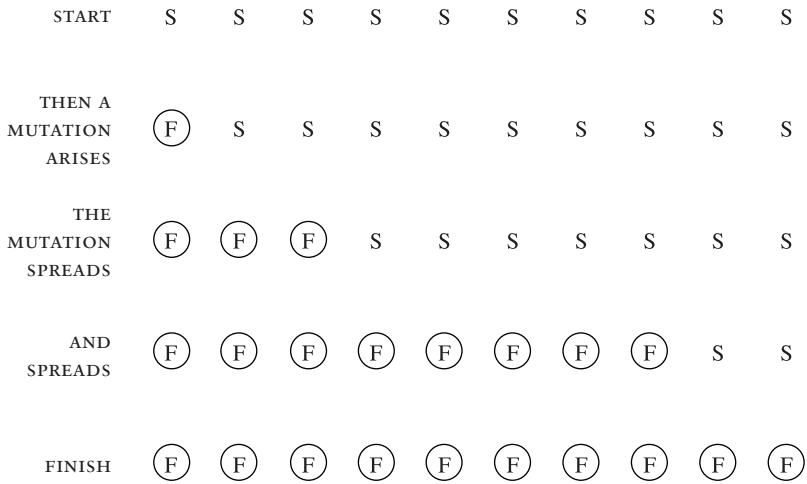 START S S S S S S S S S S
THEN A
MUTATION F S S S S S S S S S
ARISES
THE
MUTATION F F F S S S S S S S
SPREADS
AND F F F F F F F F S S
SPREADS
FINISH F F F F F F F F F F